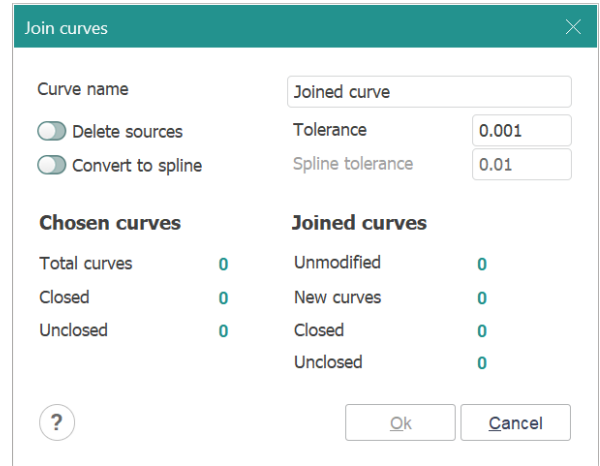 Join curves
Curve name Joined curve
Delete sources Tolerance 0.001
Convert to spline Spline tolerance 0.01
Chosen curves Joined curves
Total curves 0 Unmodified 0
Closed 0 New curves 0
Unclosed 0 Closed 0
Unclosed 0
? Ok Cancel